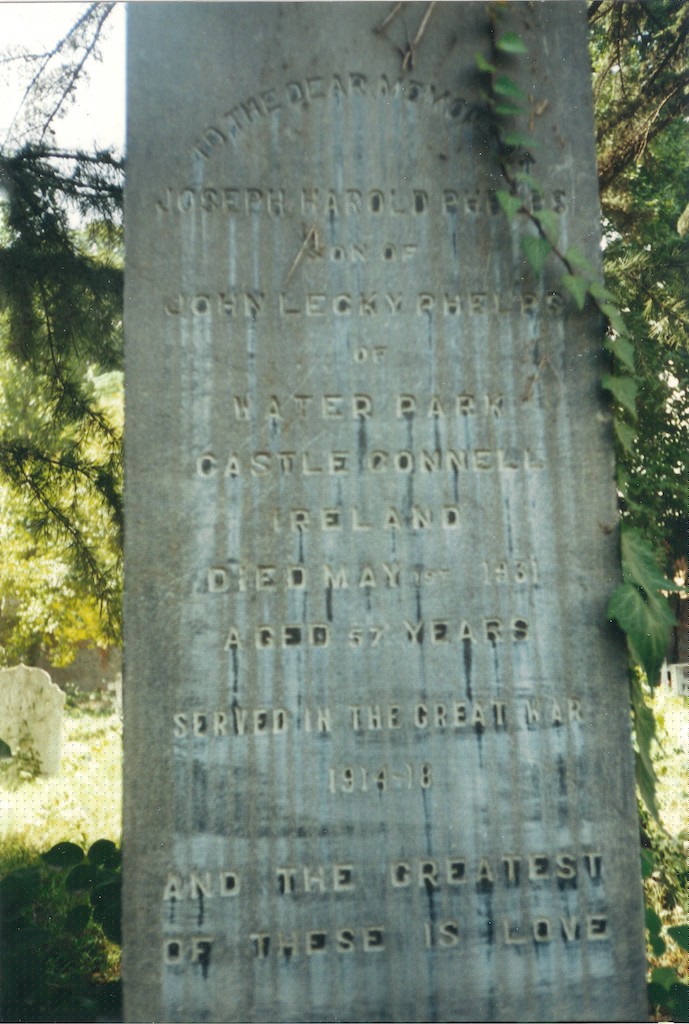 TO THE DEAR MEMORY
JOSEPH HAROLD PHELPS
SON OF
JOHN LECKY PHELPS
OF
WATER PARK
CASTLE CONNELL
IRELAND
DIED MAY 1ST 1931
AGED 57 YEARS
SERVED IN THE GREAT WAR
1914-18
AND THE GREATEST
OF THESE IS LOVE